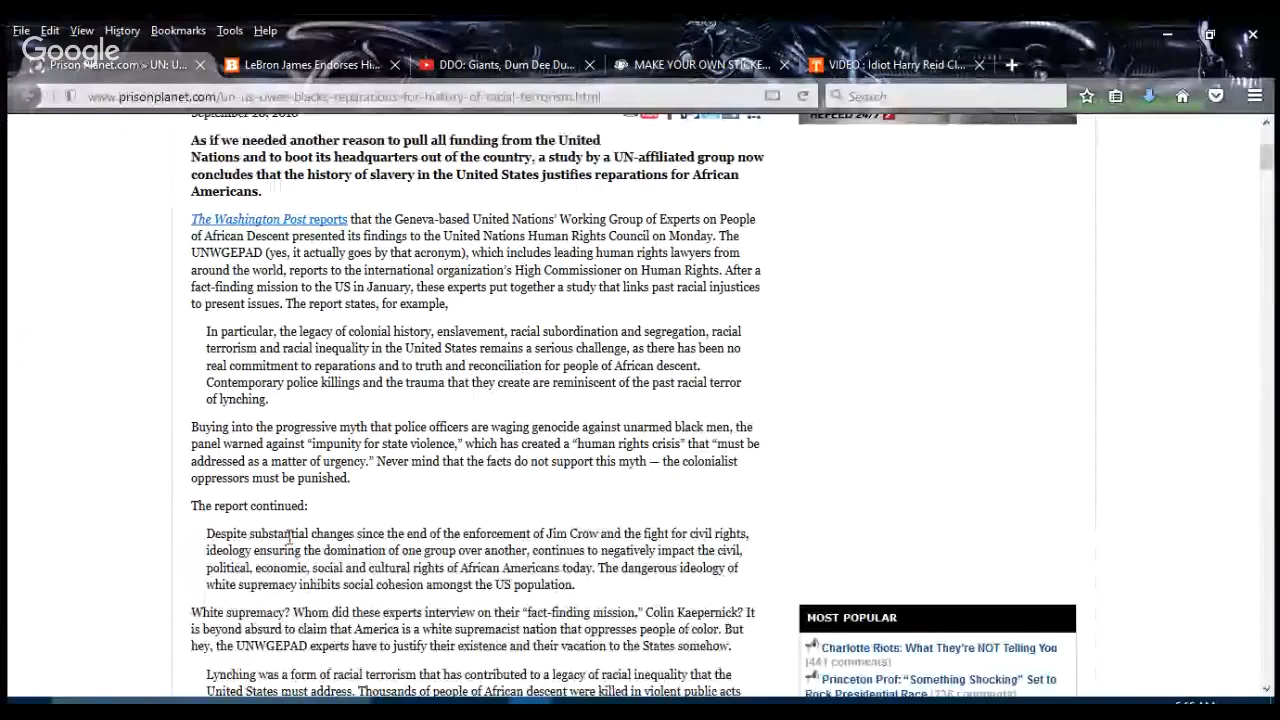 File Edit View History Bookmarks Tools Help
Google
Prison Planet.com » UN: U...
LeBron James Endorses Hi...
DDO: Giants, Dum Dee Du...
MAKE YOUR OWN STICKE...
VIDEO : Idiot Harry Reid Cl...
www.prisonplanet.com/un-us-owes-blacks-reparations-for-history-of-racial-terrorism.html
Search
As if we needed another reason to pull all funding from the United
Nations and to boot its headquarters out of the country, a study by a UN-affiliated group now
concludes that the history of slavery in the United States justifies reparations for African
Americans.
The Washington Post reports that the Geneva-based United Nations’ Working Group of Experts on People
of African Descent presented its findings to the United Nations Human Rights Council on Monday. The
UNWGEPAD (yes, it actually goes by that acronym), which includes leading human rights lawyers from
around the world, reports to the international organization’s High Commissioner on Human Rights. After a
fact-finding mission to the US in January, these experts put together a study that links past racial injustices
to present issues. The report states, for example,
In particular, the legacy of colonial history, enslavement, racial subordination and segregation, racial
terrorism and racial inequality in the United States remains a serious challenge, as there has been no
real commitment to reparations and to truth and reconciliation for people of African descent.
Contemporary police killings and the trauma that they create are reminiscent of the past racial terror
of lynching.
Buying into the progressive myth that police officers are waging genocide against unarmed black men, the
panel warned against “impunity for state violence,” which has created a “human rights crisis” that “must be
addressed as a matter of urgency.” Never mind that the facts do not support this myth — the colonialist
oppressors must be punished.
The report continued:
Despite substantial changes since the end of the enforcement of Jim Crow and the fight for civil rights,
ideology ensuring the domination of one group over another, continues to negatively impact the civil,
political, economic, social and cultural rights of African Americans today. The dangerous ideology of
white supremacy inhibits social cohesion amongst the US population.
White supremacy? Whom did these experts interview on their “fact-finding mission,” Colin Kaepernick? It
is beyond absurd to claim that America is a white supremacist nation that oppresses people of color. But
hey, the UNWGEPAD experts have to justify their existence and their vacation to the States somehow.
Lynching was a form of racial terrorism that has contributed to a legacy of racial inequality that the
United States must address. Thousands of people of African descent were killed in violent public acts
MOST POPULAR
Charlotte Riots: What They’re NOT Telling You
(441 comments)
Princeton Prof: “Something Shocking” Set to
Rock Presidential Race